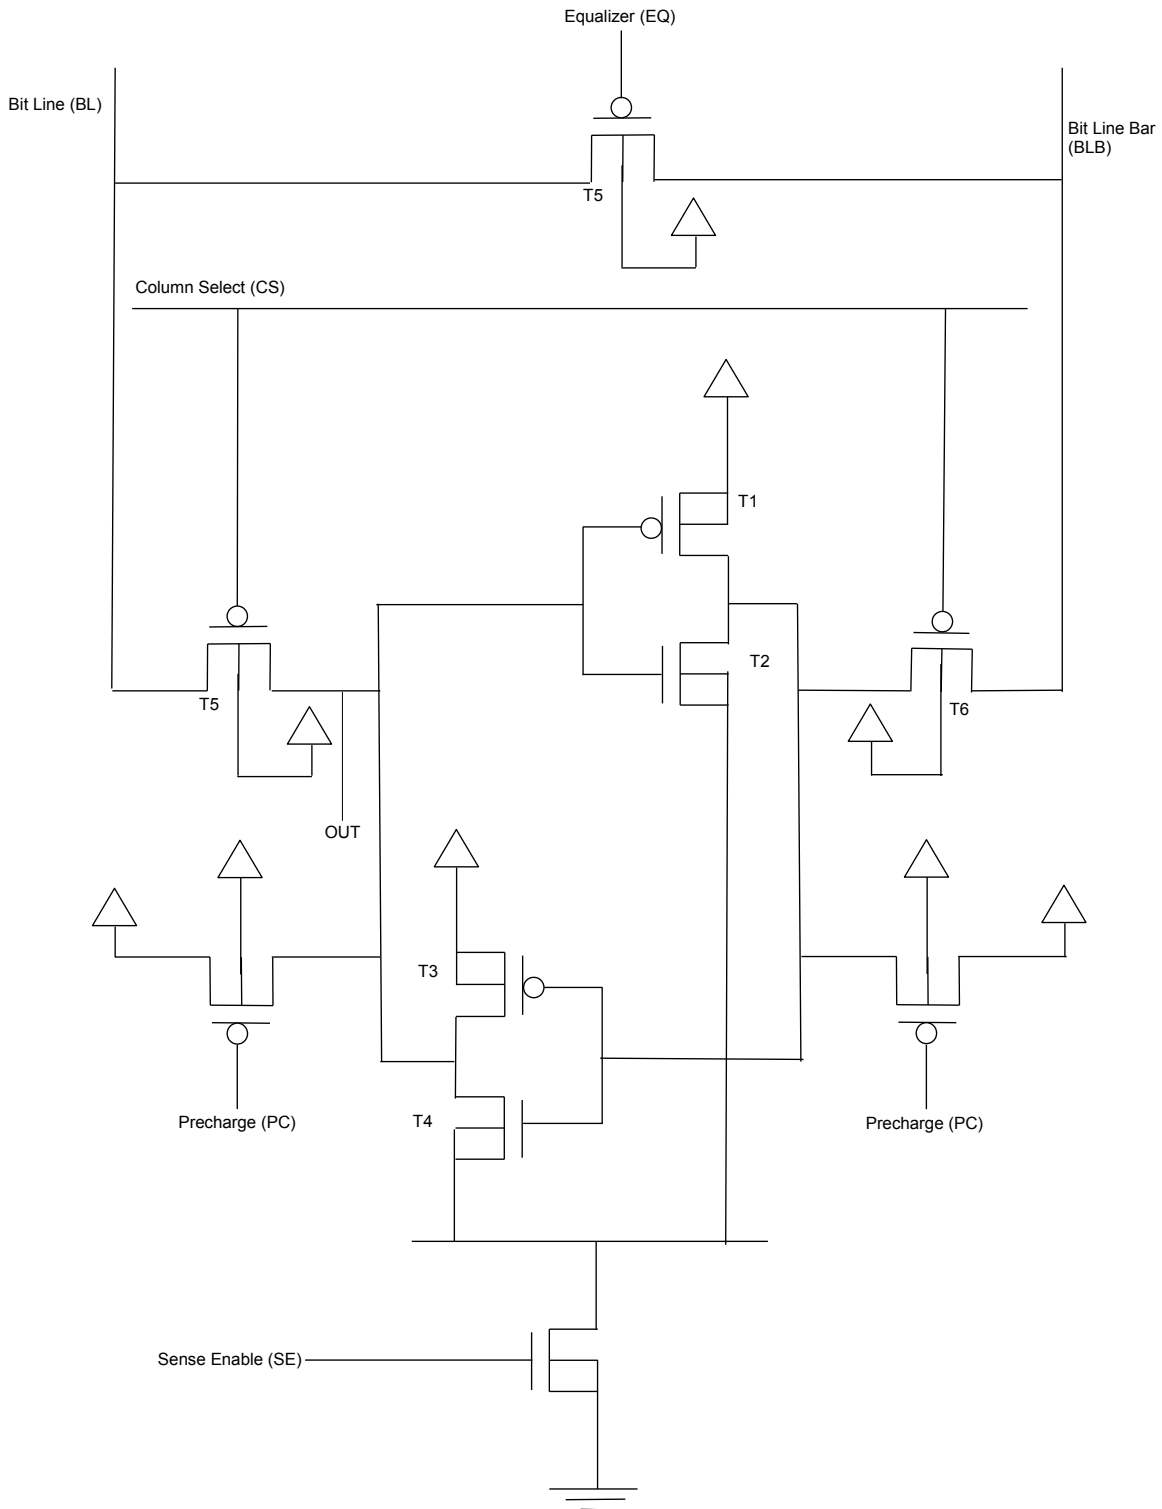 Equalizer (EQ)
Bit Line (BL)
Bit Line Bar
(BLB)
T5
Column Select (CS)
T1
T2
T5
T6
OUT
T3
T4
Precharge (PC)
Precharge (PC)
Sense Enable (SE)